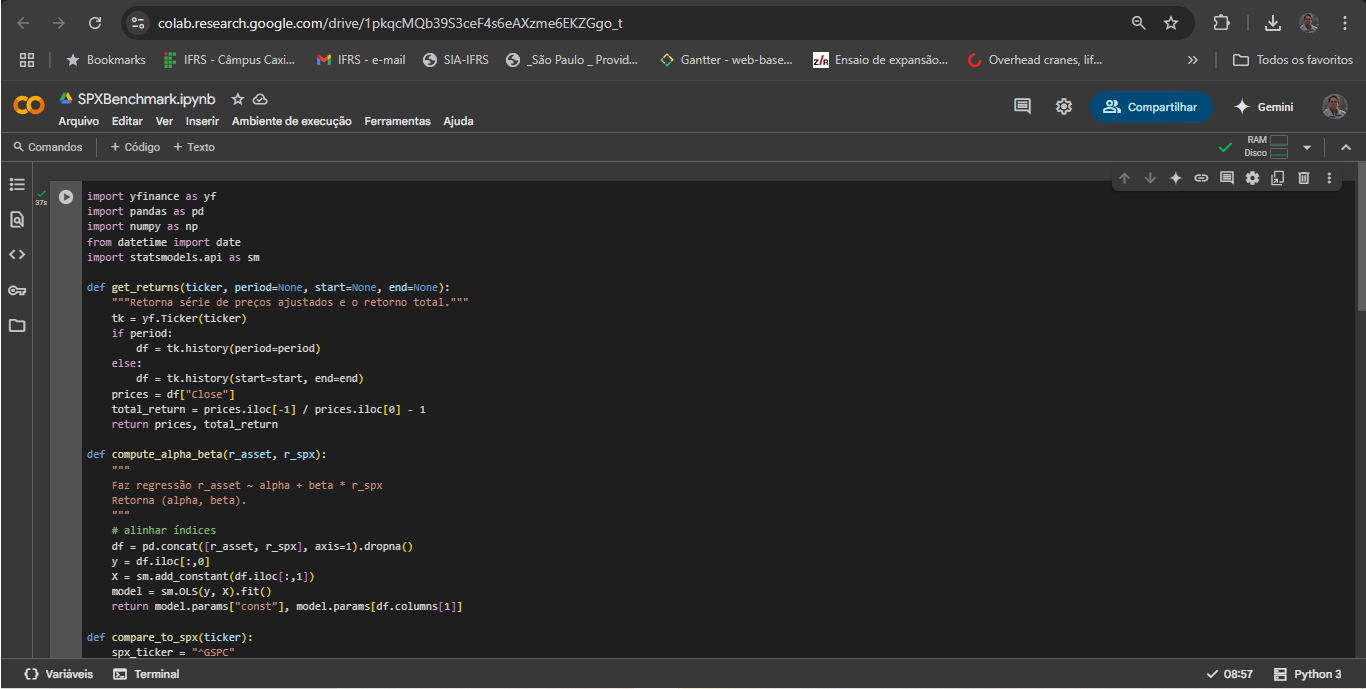 colab.research.google.com/drive/1pkqcMQb39S3ceF4s6eAXzme6EKZGgo_t
Bookmarks
IFRS - Câmpus Caxi...
IFRS - e-mail
SIA-IFRS
_São Paulo _ Provid...
Gantter - web-base...
Ensaio de expansão...
Overhead cranes, lif...
Todos os favoritos
SPXBenchmark.ipynb
Arquivo Editar Ver Inserir Ambiente de execução Ferramentas Ajuda
Compartilhar
Gemini
Comandos
+ Código + Texto
RAM
Disco
37s
import yfinance as yf
import pandas as pd
import numpy as np
from datetime import date
import statsmodels.api as sm
def get_returns(ticker, period=None, start=None, end=None):
"""Retorna série de preços ajustados e o retorno total."""
tk = yf.Ticker(ticker)
if period:
df = tk.history(period=period)
else:
df = tk.history(start=start, end=end)
prices = df["Close"]
total_return = prices.iloc[-1] / prices.iloc[0] - 1
return prices, total_return
def compute_alpha_beta(r_asset, r_spx):
"""
Faz regressão r_asset ~ alpha + beta * r_spx
Retorna (alpha, beta).
"""
# alinhar índices
df = pd.concat([r_asset, r_spx], axis=1).dropna()
y = df.iloc[:,0]
X = sm.add_constant(df.iloc[:,1])
model = sm.OLS(y, X).fit()
return model.params["const"], model.params[df.columns[1]]
def compare_to_spx(ticker):
spx_ticker = "^GSPC"
Variáveis
Terminal
08:57
Python 3